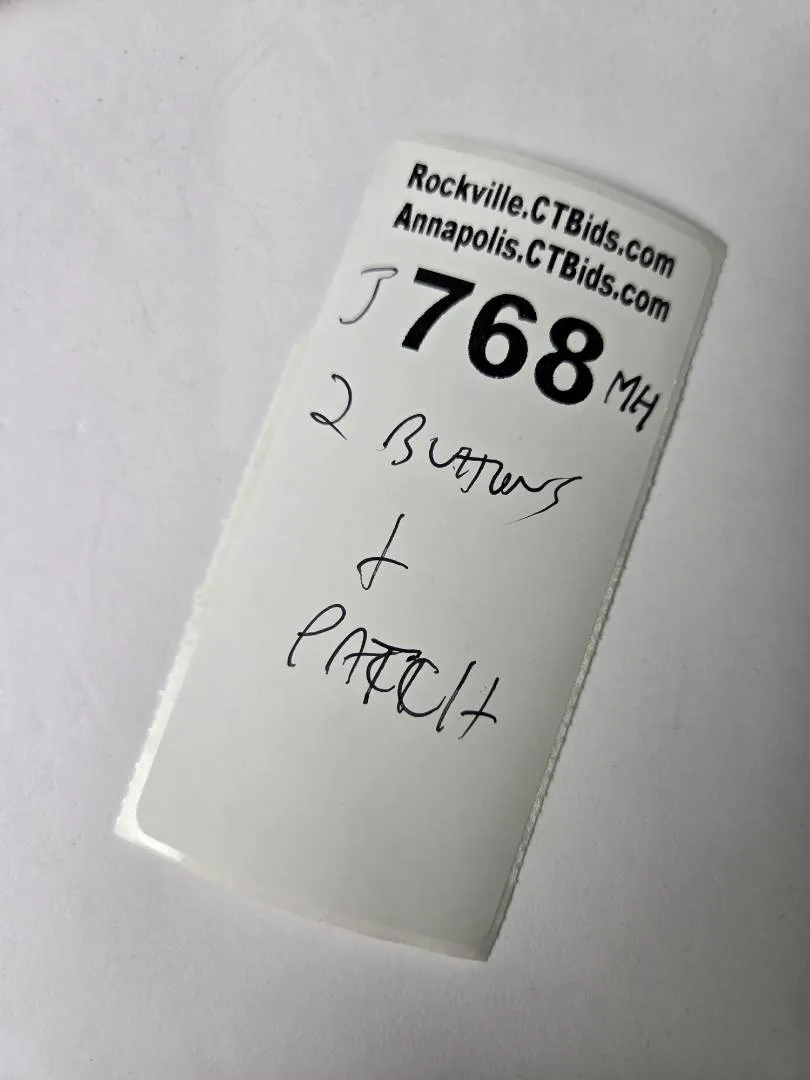 Rockville.CTBids.com
Annapolis.CTBids.com
J 768 MH
2 BUTTONS
+
PATCH